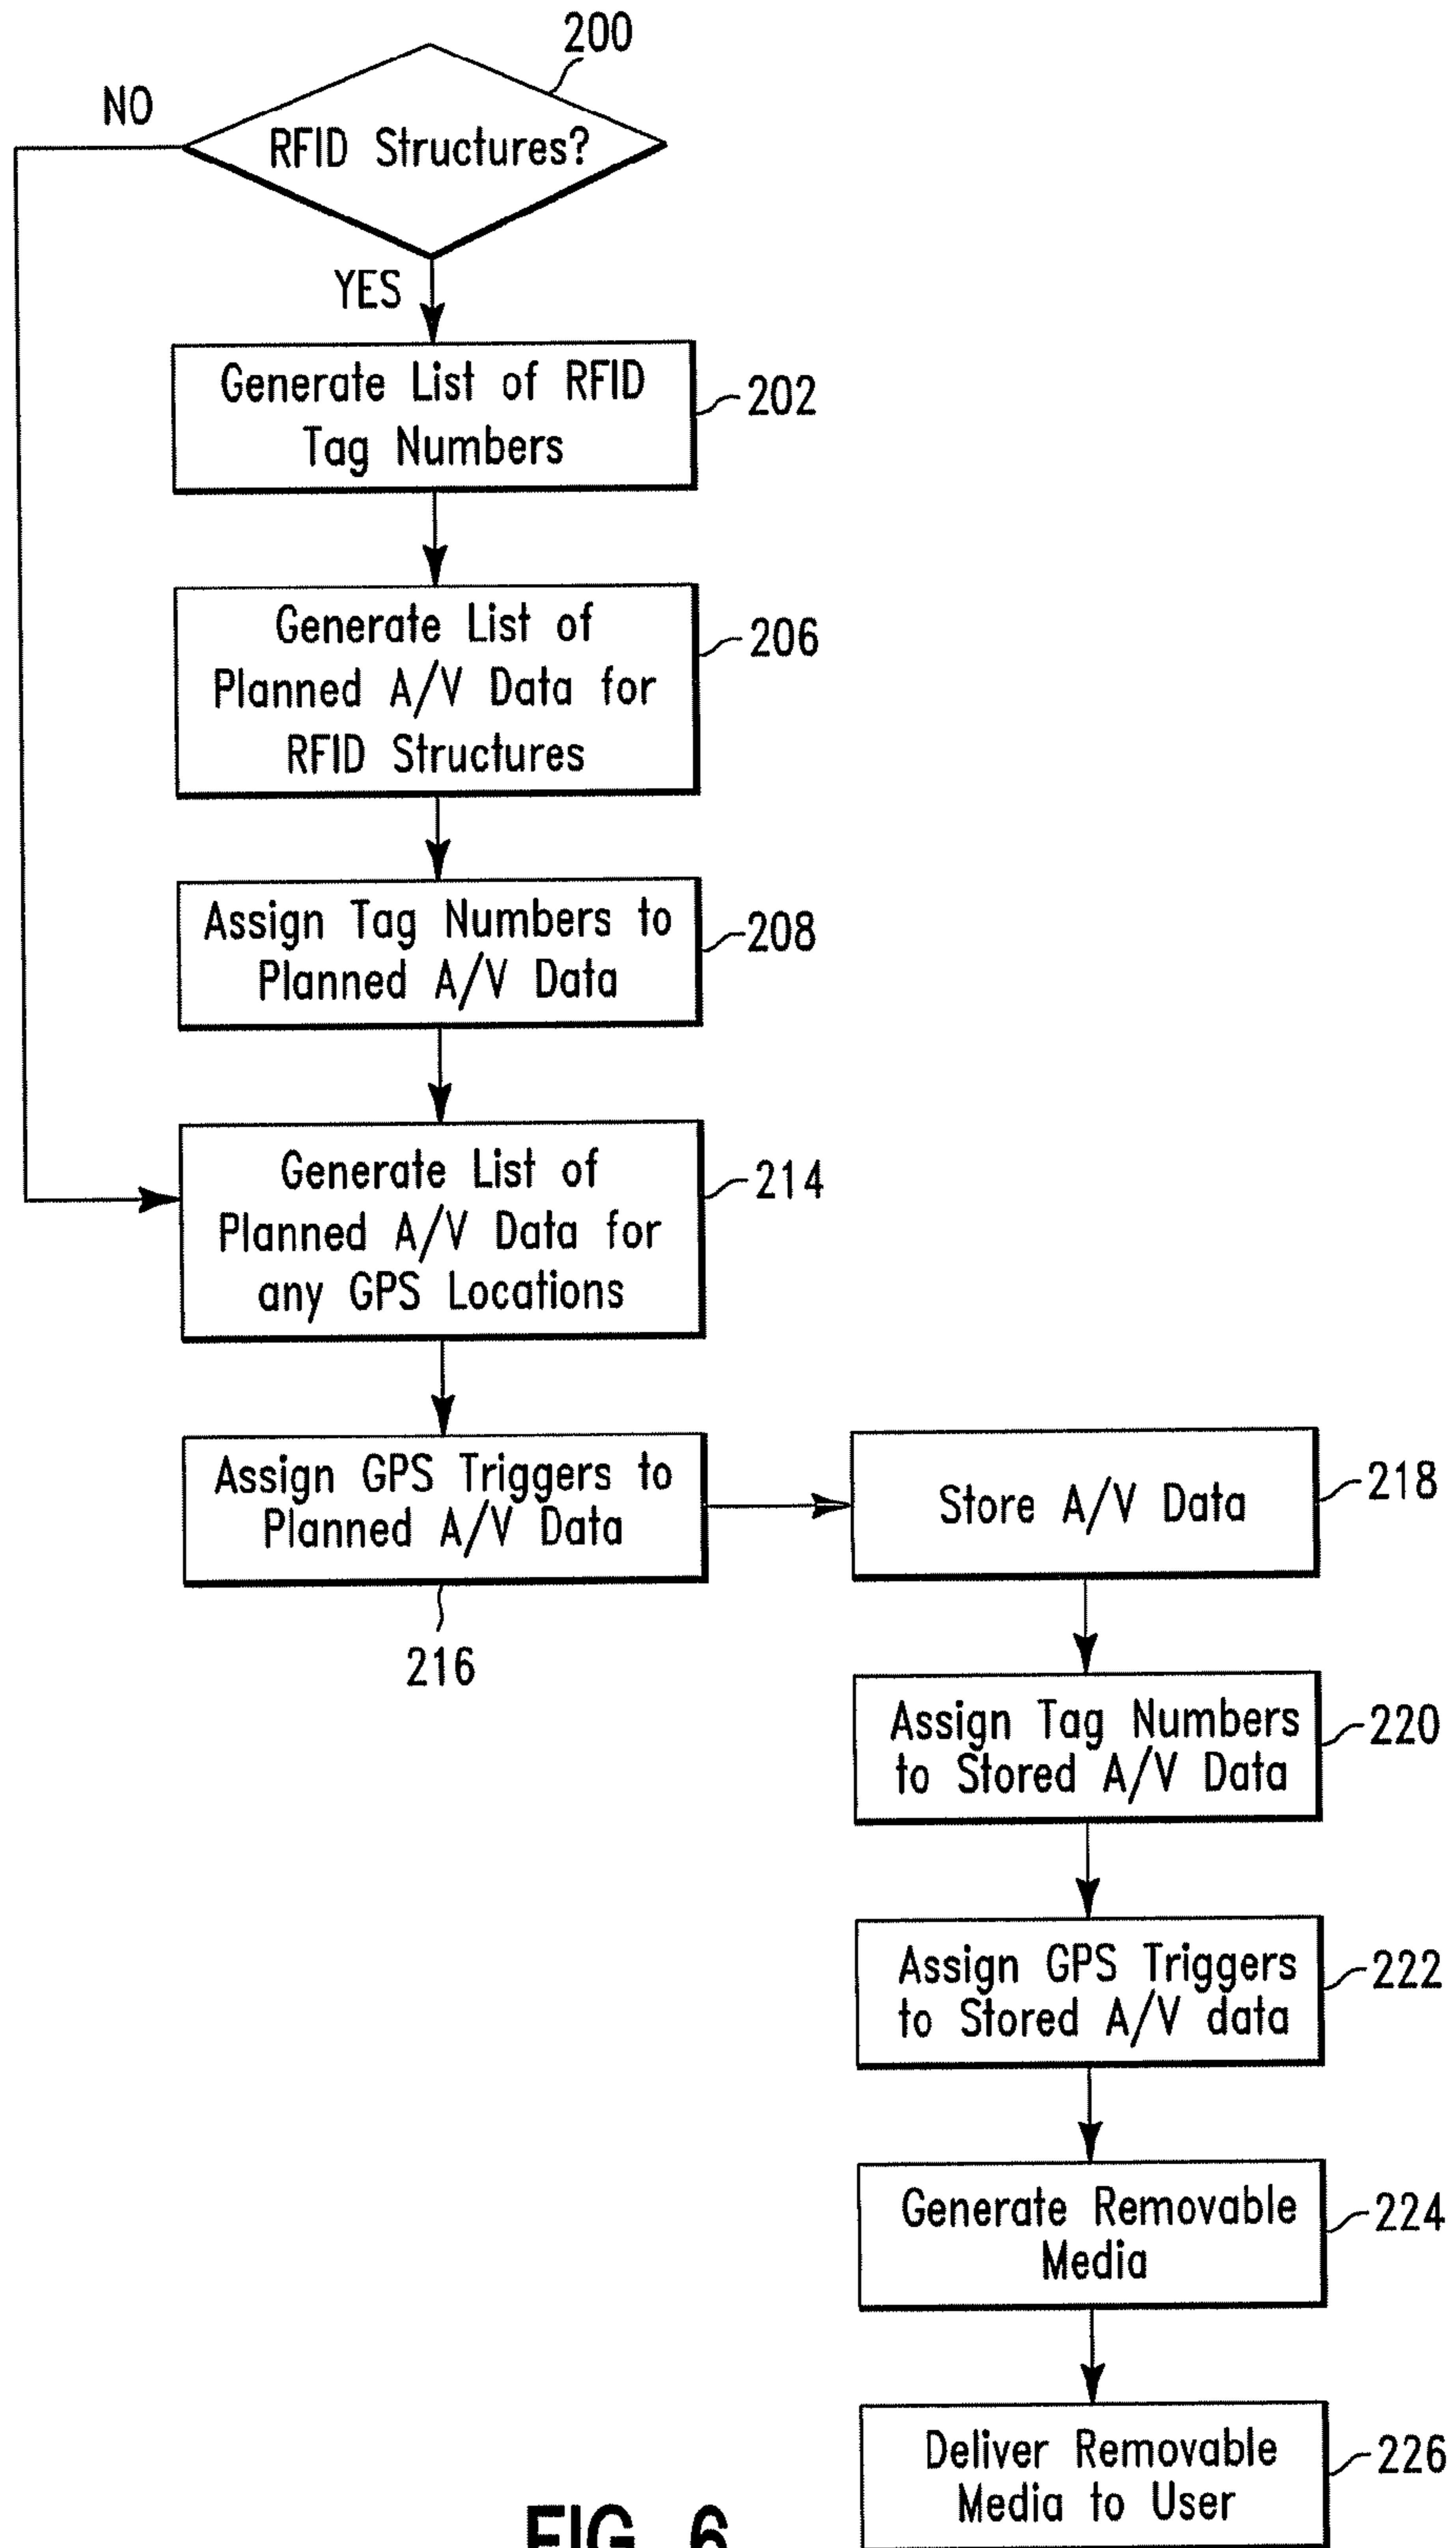 200
NO
RFID Structures?
YES
Generate List of RFID
Tag Numbers
202
Generate List of
Planned A/V Data for
RFID Structures
206
Assign Tag Numbers to
Planned A/V Data
208
Generate List of
Planned A/V Data for
any GPS Locations
214
Assign GPS Triggers to
Planned A/V Data
216
Store A/V Data
218
Assign Tag Numbers
to Stored A/V Data
220
Assign GPS Triggers
to Stored A/V data
222
Generate Removable
Media
224
Deliver Removable
Media to User
226
FIG. 6